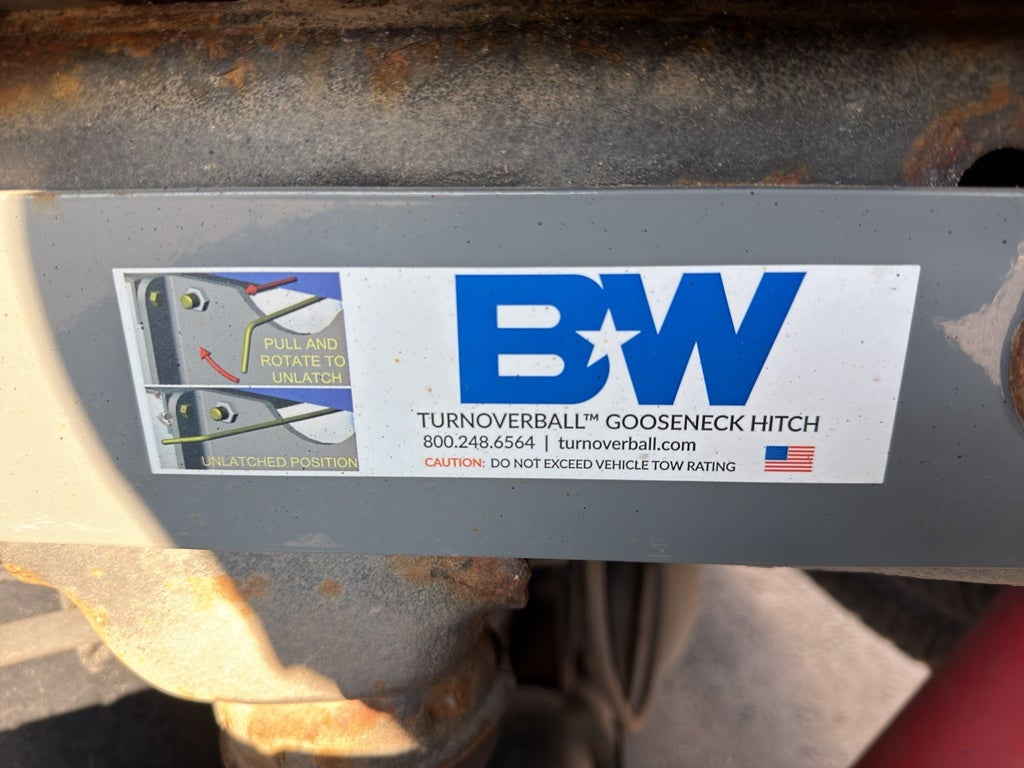 PULL AND
ROTATE TO
UNLATCH
UNLATCHED POSITION
BW
TURNOVERBALL™ GOOSENECK HITCH
800.248.6564 | turnoverball.com
CAUTION: DO NOT EXCEED VEHICLE TOW RATING